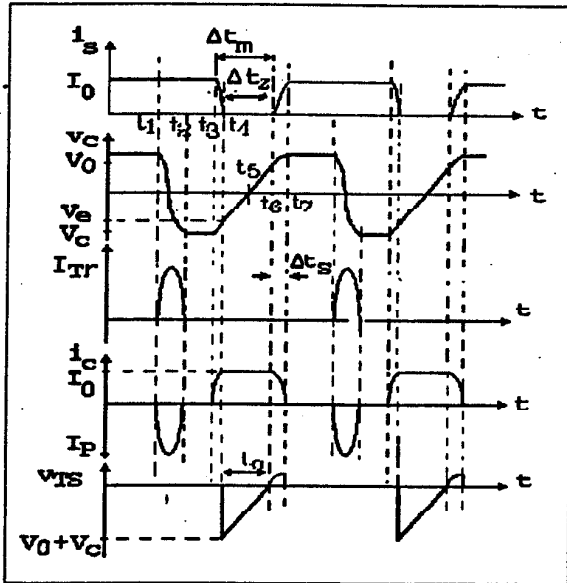 i_s
Δt_m
I_0
Δt_z
t
t_1 t_2 t_3 t_4
v_c
V_0
t_5
t
t_6 t_7
v_e
V_c
I_Tr
Δt_s
t
i_c
I_0
t
I_P
v_TS
t_q
t
V_0+V_c